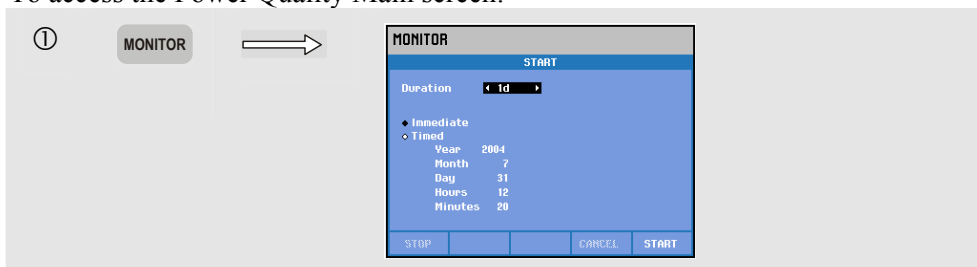 To access the Power Quality Main screen:
① MONITOR
MONITOR
START
Duration 1d
Immediate
Timed
Year 2004
Month 7
Day 31
Hours 12
Minutes 20
STOP CANCEL START